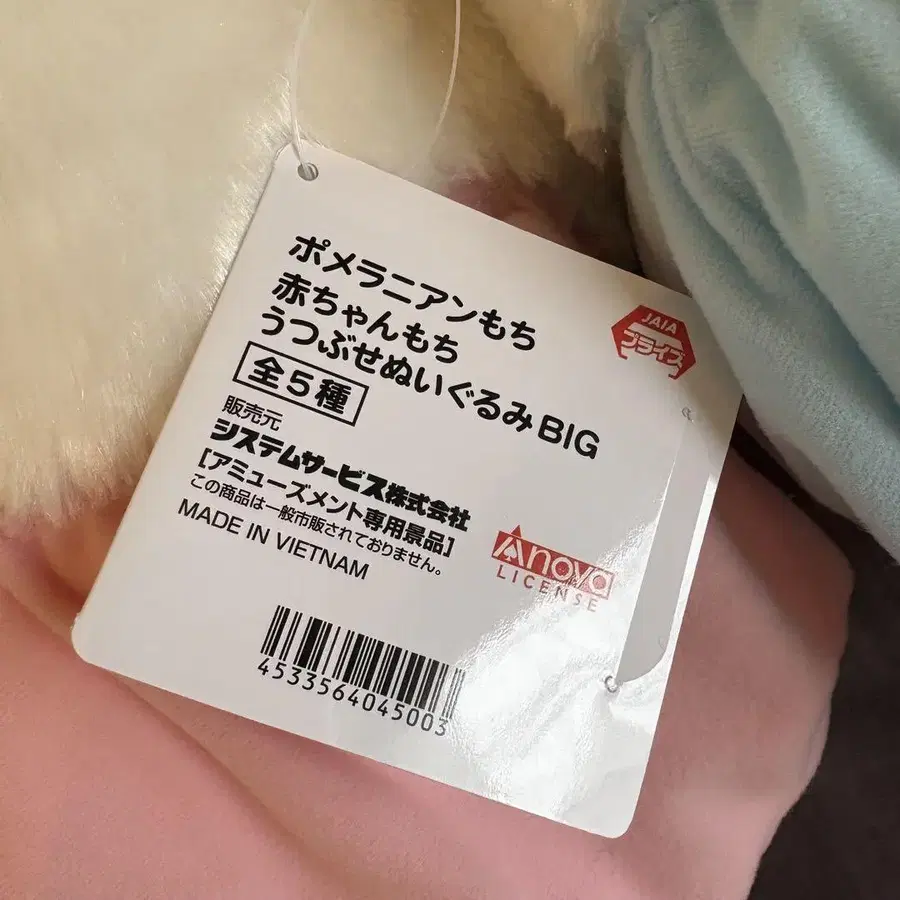 ポメラニアンもち
赤ちゃんもち
うつぶせぬいぐるみBIG
全5種
JAIA
プライズ
販売元
システムサービス株式会社
[アミューズメント専用景品]
この商品は一般市販されておりません。
MADE IN VIETNAM
Anova
LICENSE
4533564045003